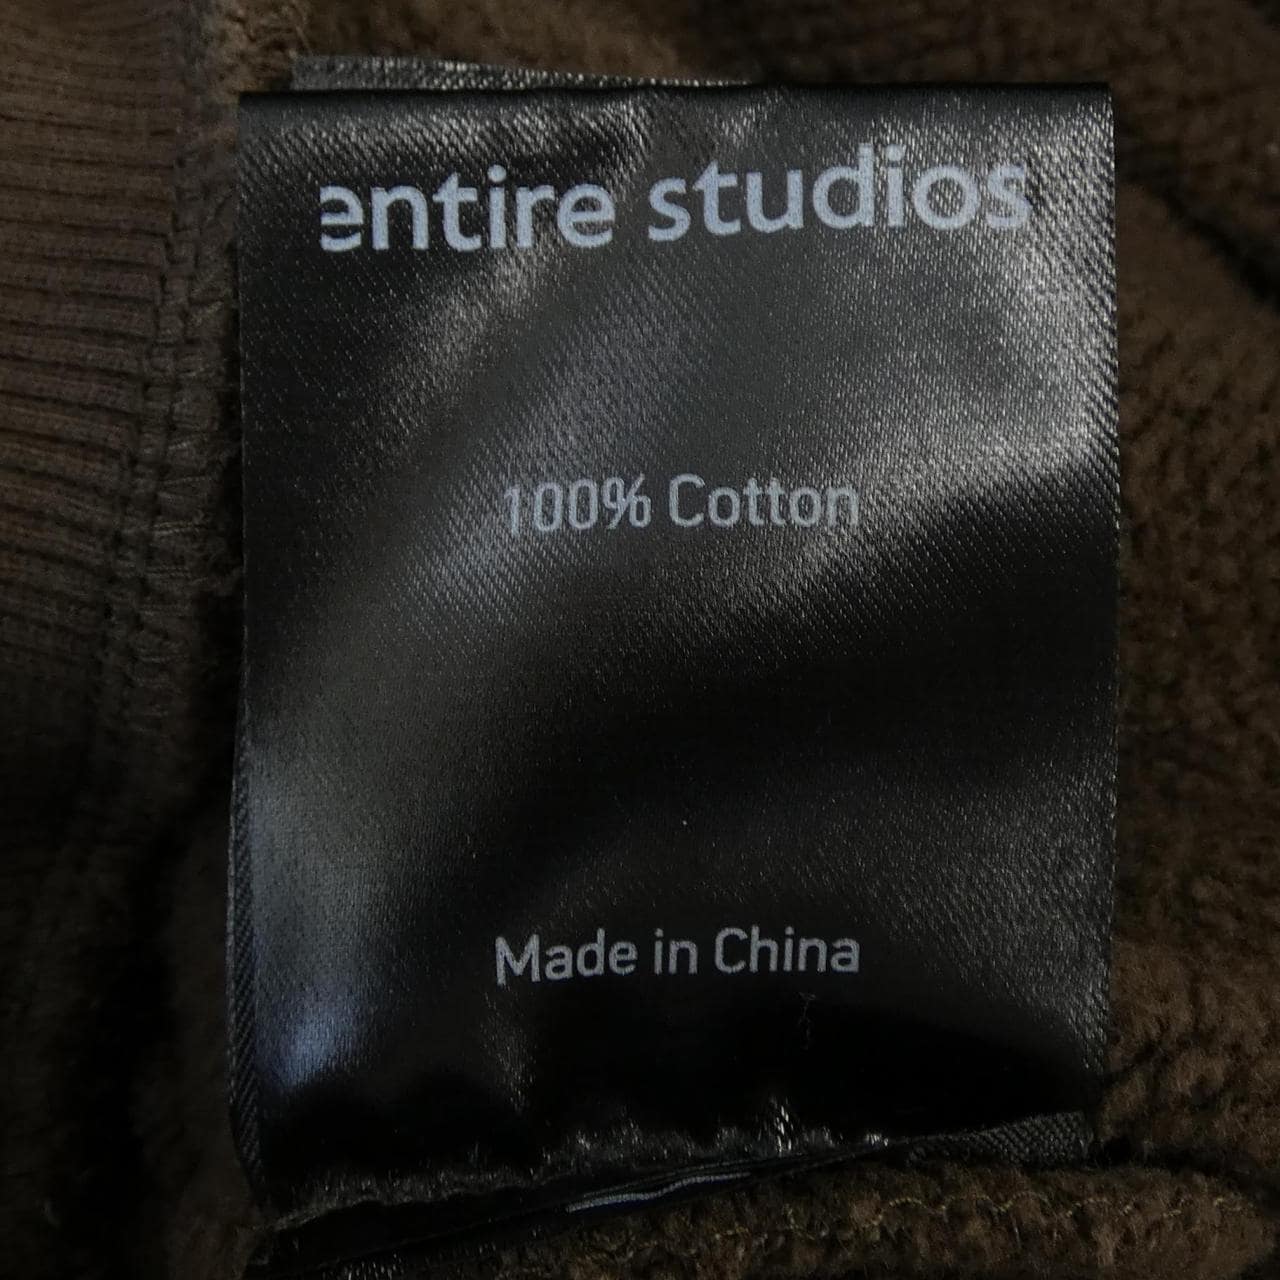 entire studios
100% Cotton
Made in China